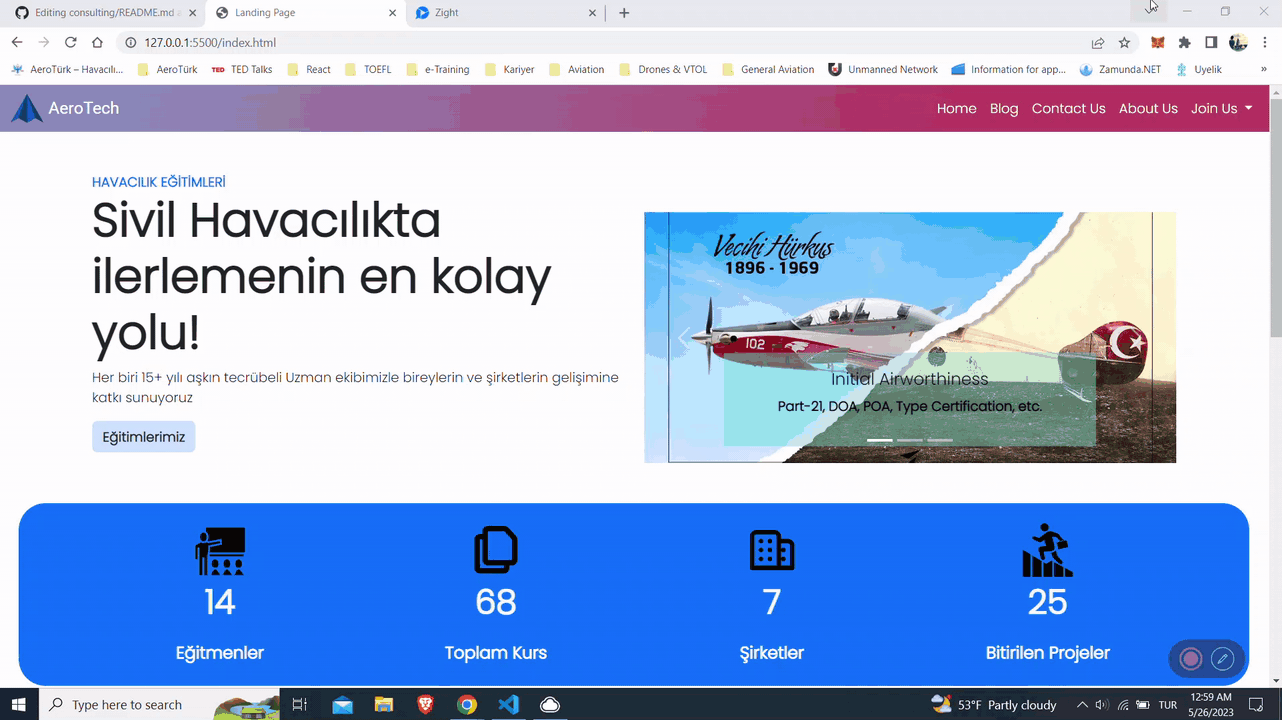 Editing consulting/README.md a
Landing Page
Zight
127.0.0.1:5500/index.html
AeroTürk – Havacılı...
AeroTürk
TED
TED Talks
React
TOEFL
e-Training
Kariyer
Aviation
Drones & VTOL
General Aviation
Unmanned Network
Information for app...
Zamunda.NET
Uyelik
»
AeroTech
Home
Blog
Contact Us
About Us
Join Us
HAVACILIK EĞİTİMLERİ
Sivil Havacılıkta
ilerlemenin en kolay
yolu!
Her biri 15+ yılı aşkın tecrübeli Uzman ekibimizle bireylerin ve şirketlerin gelişimine
katkı sunuyoruz
Eğitimlerimiz
Vecihi Hürkuş
1896 - 1969
102
Initial Airworthiness
Part-21, DOA, POA, Type Certification, etc.
14
Eğitmenler
68
Toplam Kurs
7
Şirketler
25
Bitirilen Projeler
Type here to search
53°F Partly cloudy
TUR
12:59 AM
5/26/2023